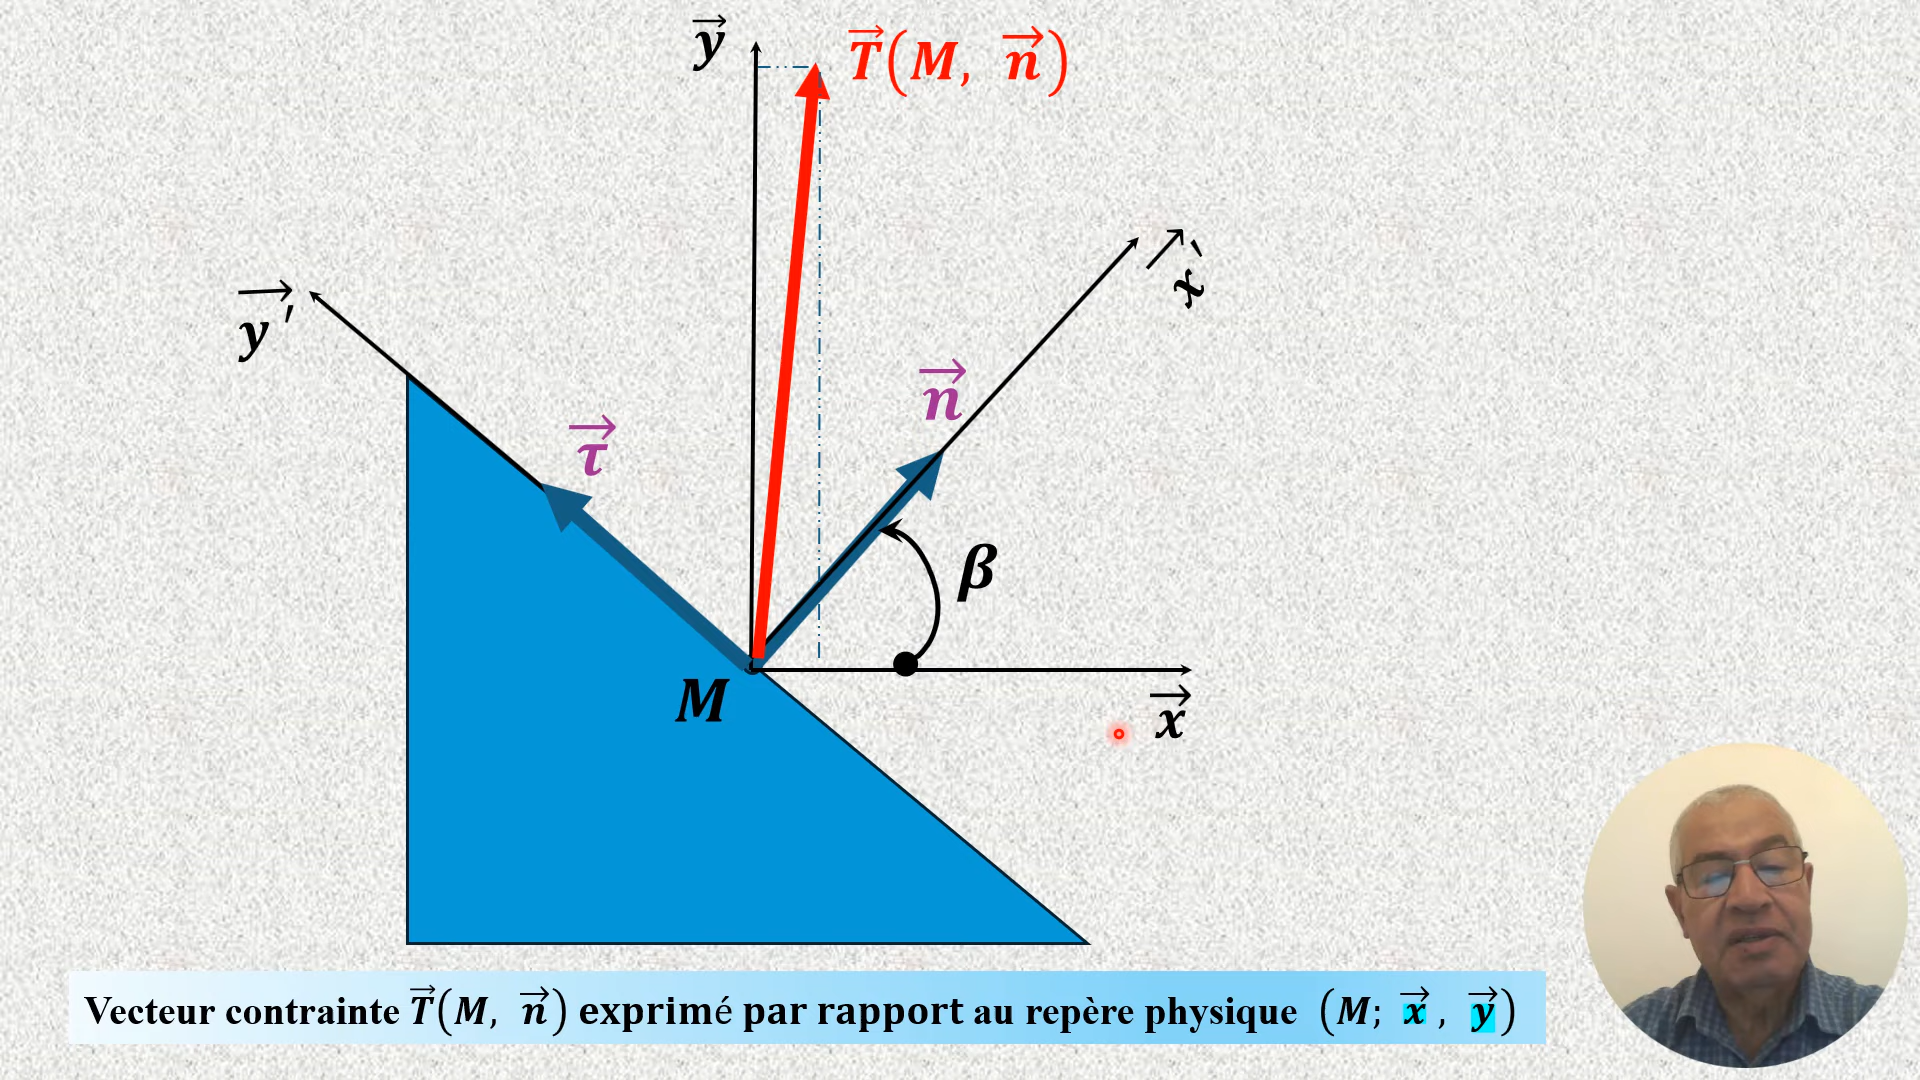 y⃗
T⃗(M, n⃗)
x⃗'
y⃗'
n⃗
τ⃗
β
M
x⃗
Vecteur contrainte T⃗(M, n⃗) exprimé par rapport au repère physique (M; x⃗ , y⃗)